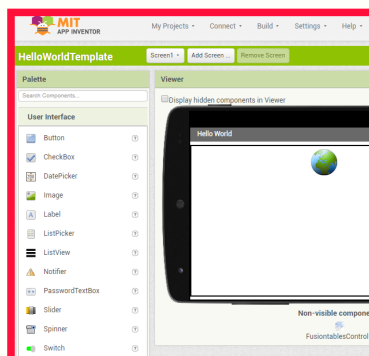 MIT
APP INVENTOR
My Projects Connect Build Settings Help
HelloWorldTemplate
Screen1 Add Screen ... Remove Screen
Palette
Viewer
Search Components...
Display hidden components in Viewer
User Interface
Button
CheckBox
DatePicker
Image
Label
ListPicker
ListView
Notifier
PasswordTextBox
Slider
Spinner
Switch
Hello World
Non-visible compone
FusiontablesControl